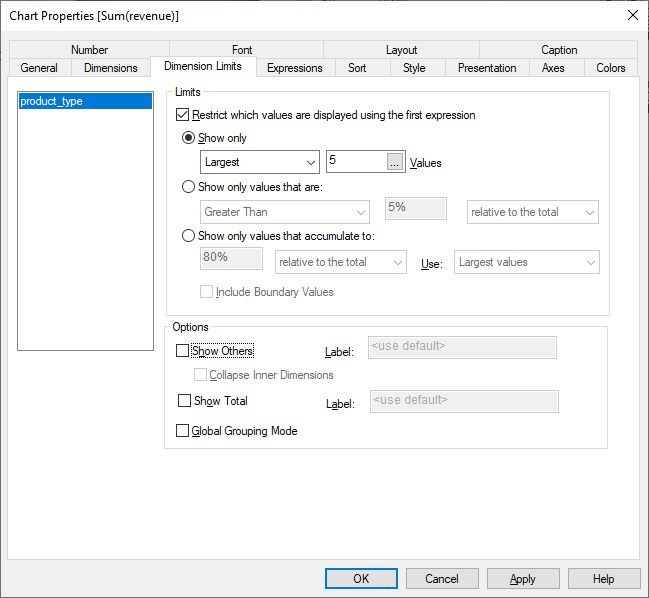 Chart Properties [Sum(revenue)]
Number Font Layout Caption
General Dimensions Dimension Limits Expressions Sort Style Presentation Axes Colors
product_type
Limits
Restrict which values are displayed using the first expression
Show only
Largest 5 ... Values
Show only values that are:
Greater Than 5% relative to the total
Show only values that accumulate to:
80% relative to the total Use: Largest values
Include Boundary Values
Options
Show Others Label: <use default>
Collapse Inner Dimensions
Show Total Label: <use default>
Global Grouping Mode
OK Cancel Apply Help